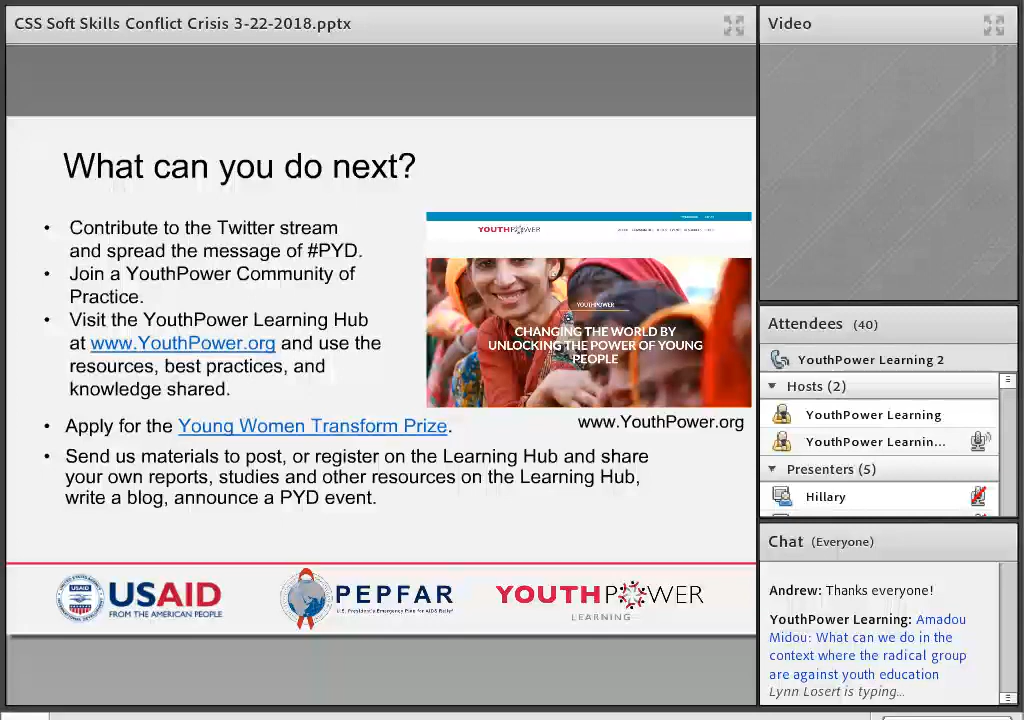 CSS Soft Skills Conflict Crisis 3-22-2018.pptx
What can you do next?
• Contribute to the Twitter stream
and spread the message of #PYD.
• Join a YouthPower Community of
Practice.
• Visit the YouthPower Learning Hub
at www.YouthPower.org and use the
resources, best practices, and
knowledge shared.
• Apply for the Young Women Transform Prize.
• Send us materials to post, or register on the Learning Hub and share
your own reports, studies and other resources on the Learning Hub,
write a blog, announce a PYD event.
YOUTHPOWER
YOUTHPOWER
CHANGING THE WORLD BY
UNLOCKING THE POWER OF YOUNG
PEOPLE
www.YouthPower.org
USAID
USAID
FROM THE AMERICAN PEOPLE
PEPFAR
U.S. President's Emergency Plan for AIDS Relief
YOUTHPOWER
LEARNING
Video
Attendees (40)
YouthPower Learning 2
Hosts (2)
YouthPower Learning
YouthPower Learnin...
Presenters (5)
Hillary
Chat (Everyone)
Andrew: Thanks everyone!
YouthPower Learning: Amadou
Midou: What can we do in the
context where the radical group
are against youth education
Lynn Losert is typing...